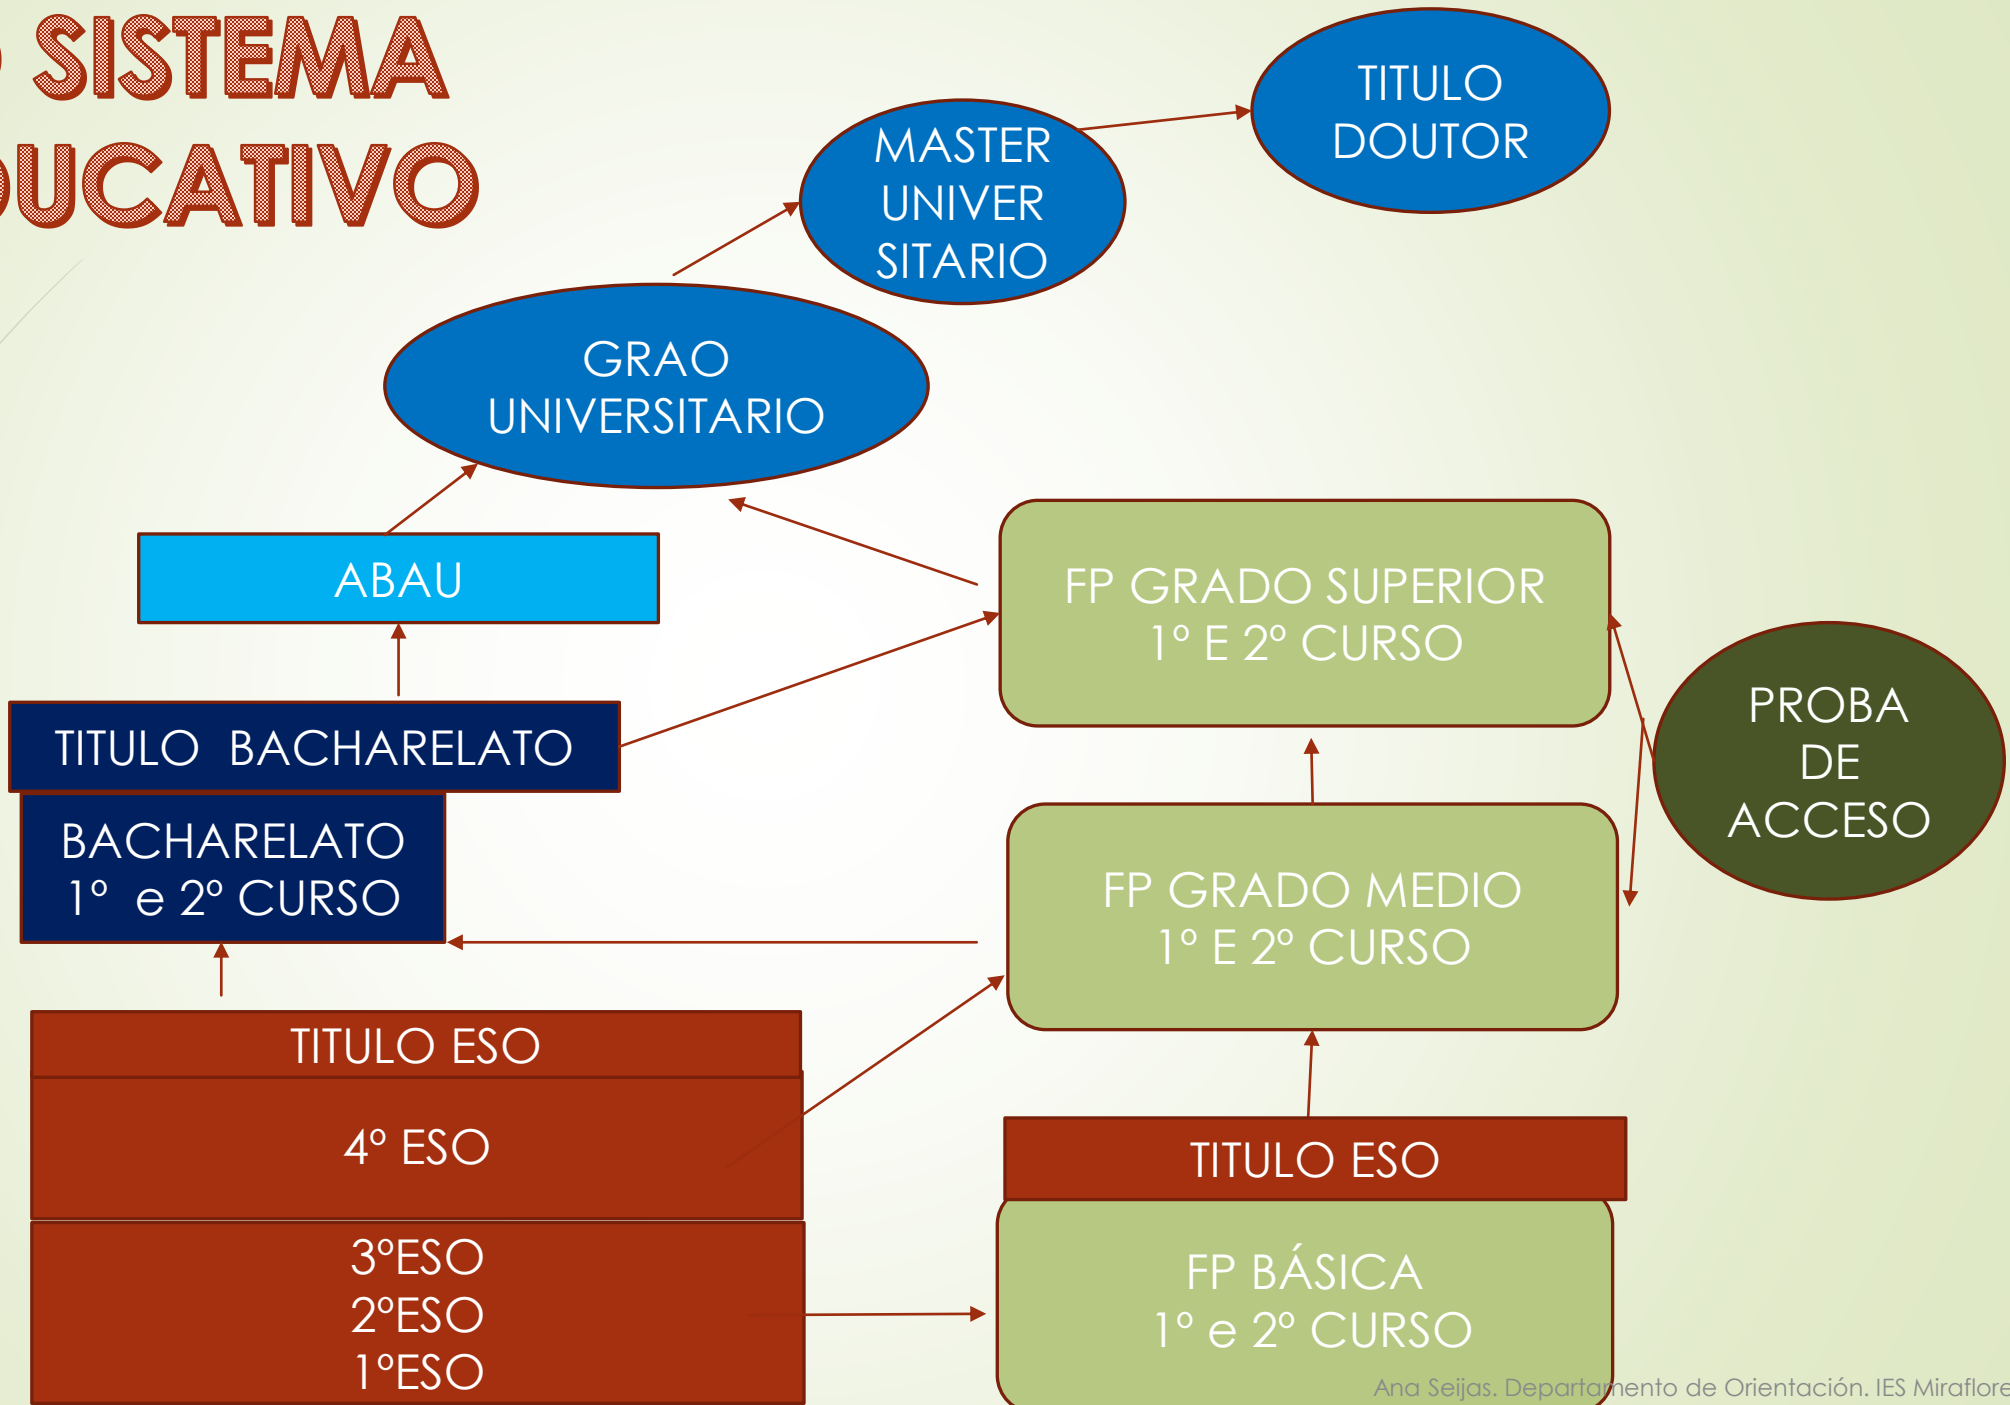 SISTEMA
DUCATIVO
TITULO
DOUTOR
MASTER
UNIVER
SITARIO
GRAO
UNIVERSITARIO
ABAU
FP GRADO SUPERIOR
1º E 2º CURSO
PROBA
DE
ACCESO
TITULO BACHARELATO
BACHARELATO
1º e 2º CURSO
FP GRADO MEDIO
1º E 2º CURSO
TITULO ESO
4º ESO
TITULO ESO
3ºESO
2ºESO
1ºESO
FP BÁSICA
1º e 2º CURSO
Ana Seijas. Departamento de Orientación. IES Miraflore